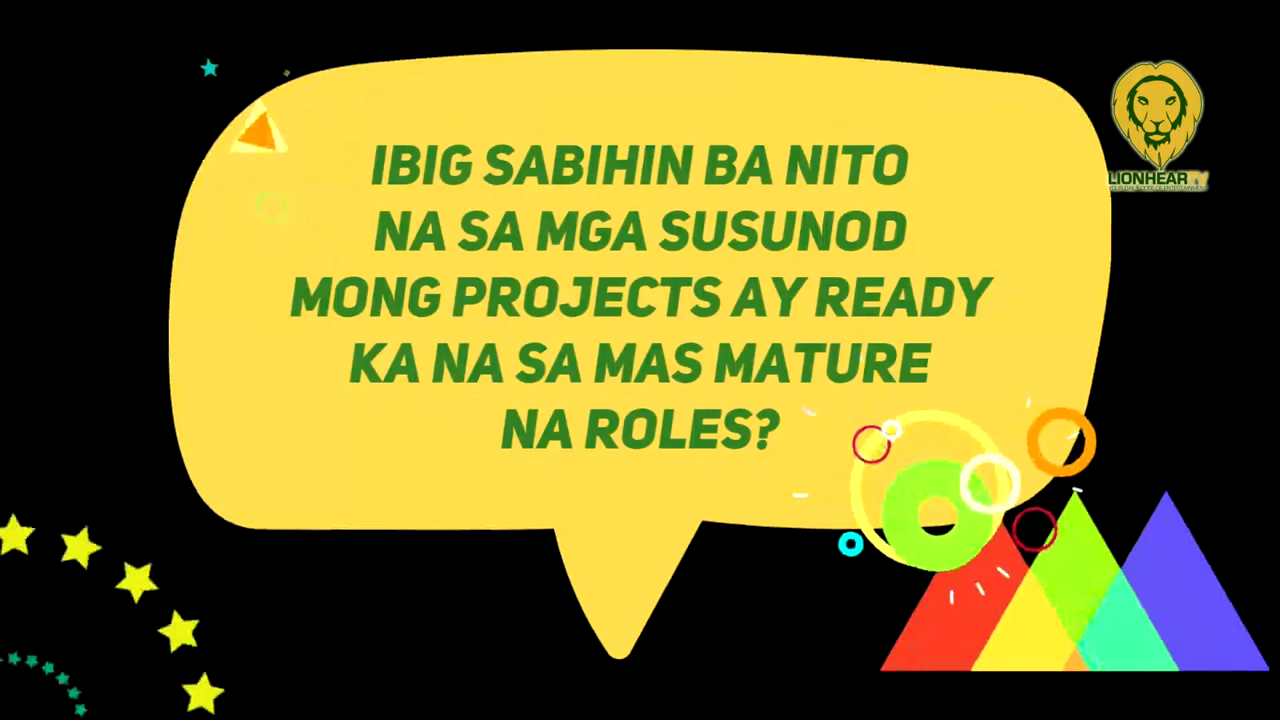 IBIG SABIHIN BA NITO
NA SA MGA SUSUNOD
MONG PROJECTS AY READY
KA NA SA MAS MATURE
NA ROLES?
LIONHEARTV